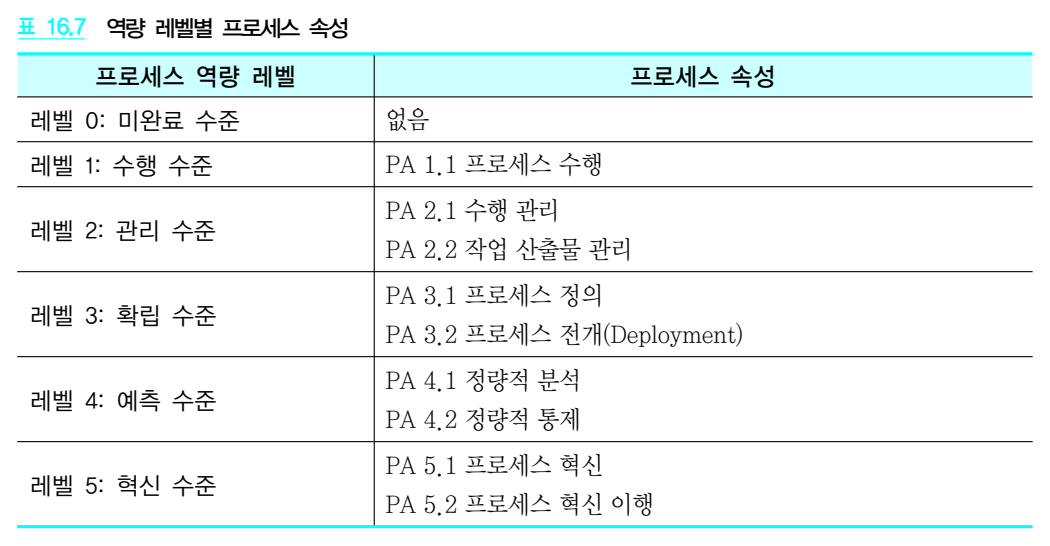 표 16.7 역량 레벨별 프로세스 속성
프로세스 역량 레벨 프로세스 속성
레벨 0: 미완료 수준 없음
레벨 1: 수행 수준 PA 1.1 프로세스 수행
레벨 2: 관리 수준
PA 2.1 수행 관리
PA 2.2 작업 산출물 관리
레벨 3: 확립 수준
PA 3.1 프로세스 정의
PA 3.2 프로세스 전개(Deployment)
레벨 4: 예측 수준
PA 4.1 정량적 분석
PA 4.2 정량적 통제
레벨 5: 혁신 수준
PA 5.1 프로세스 혁신
PA 5.2 프로세스 혁신 이행